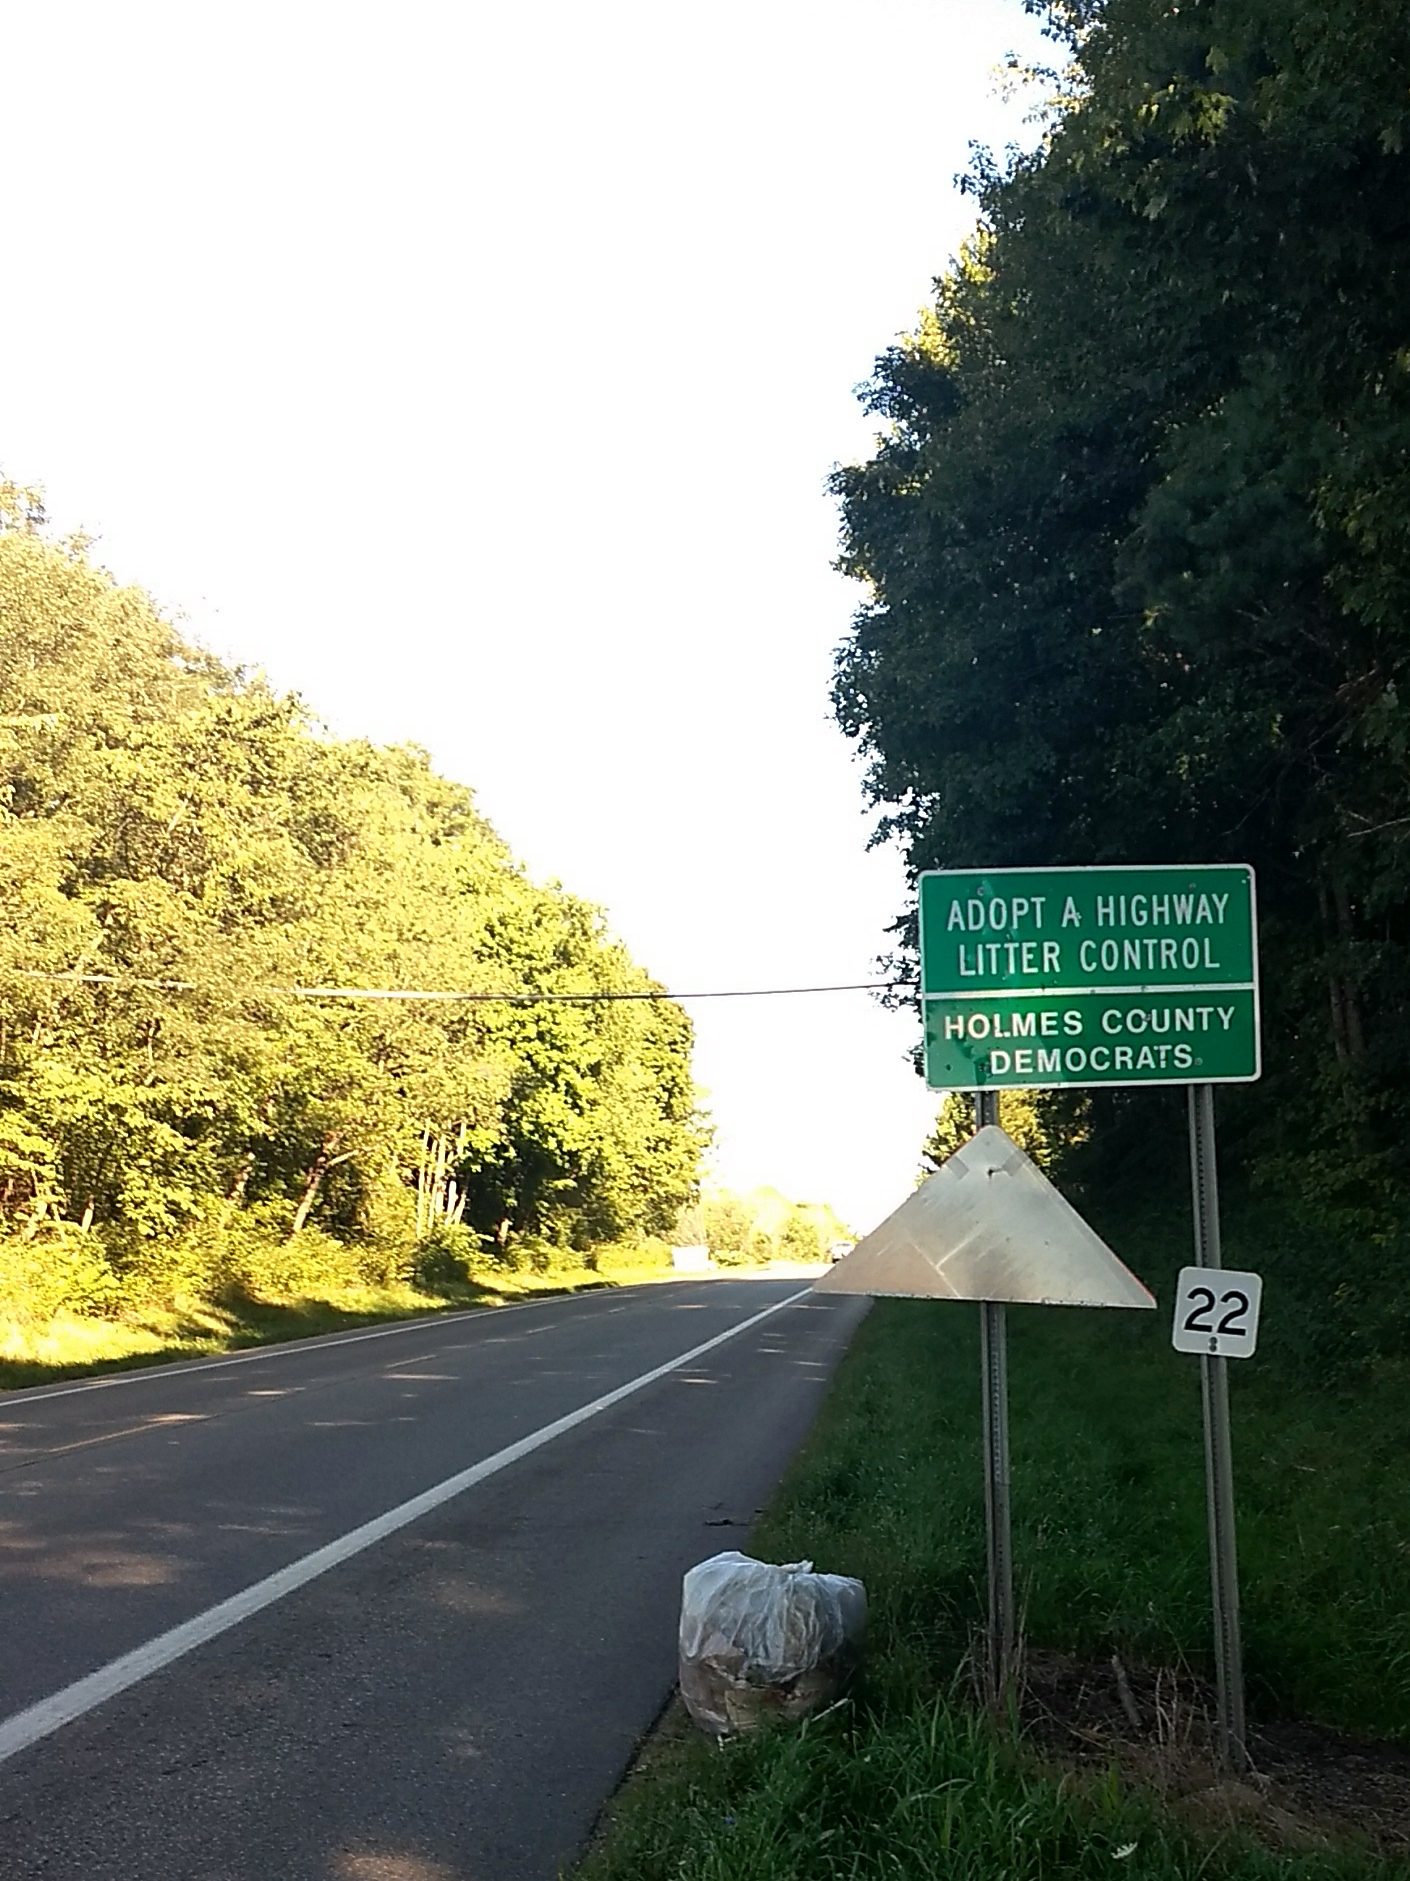 ADOPT A HIGHWAY
LITTER CONTROL
HOLMES COUNTY
DEMOCRATS
22